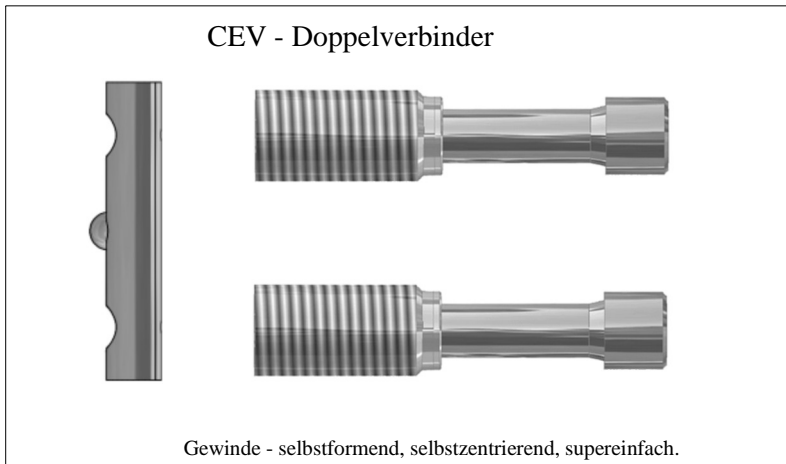 CEV - Doppelverbinder
Gewinde - selbstformend, selbstzentrierend, supereinfach.